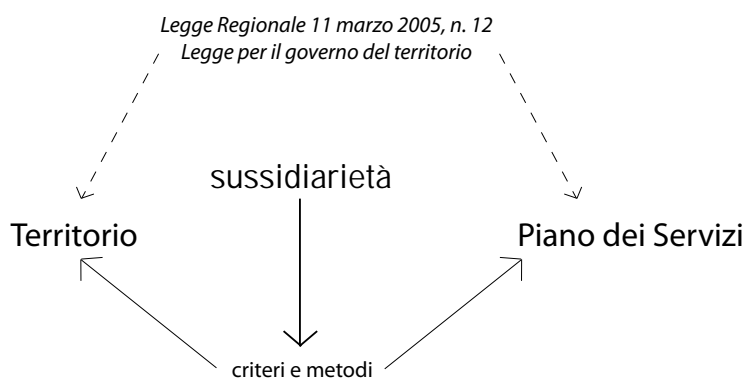 Legge Regionale 11 marzo 2005, n. 12
Legge per il governo del territorio
sussidiarietà
Territorio
Piano dei Servizi
criteri e metodi